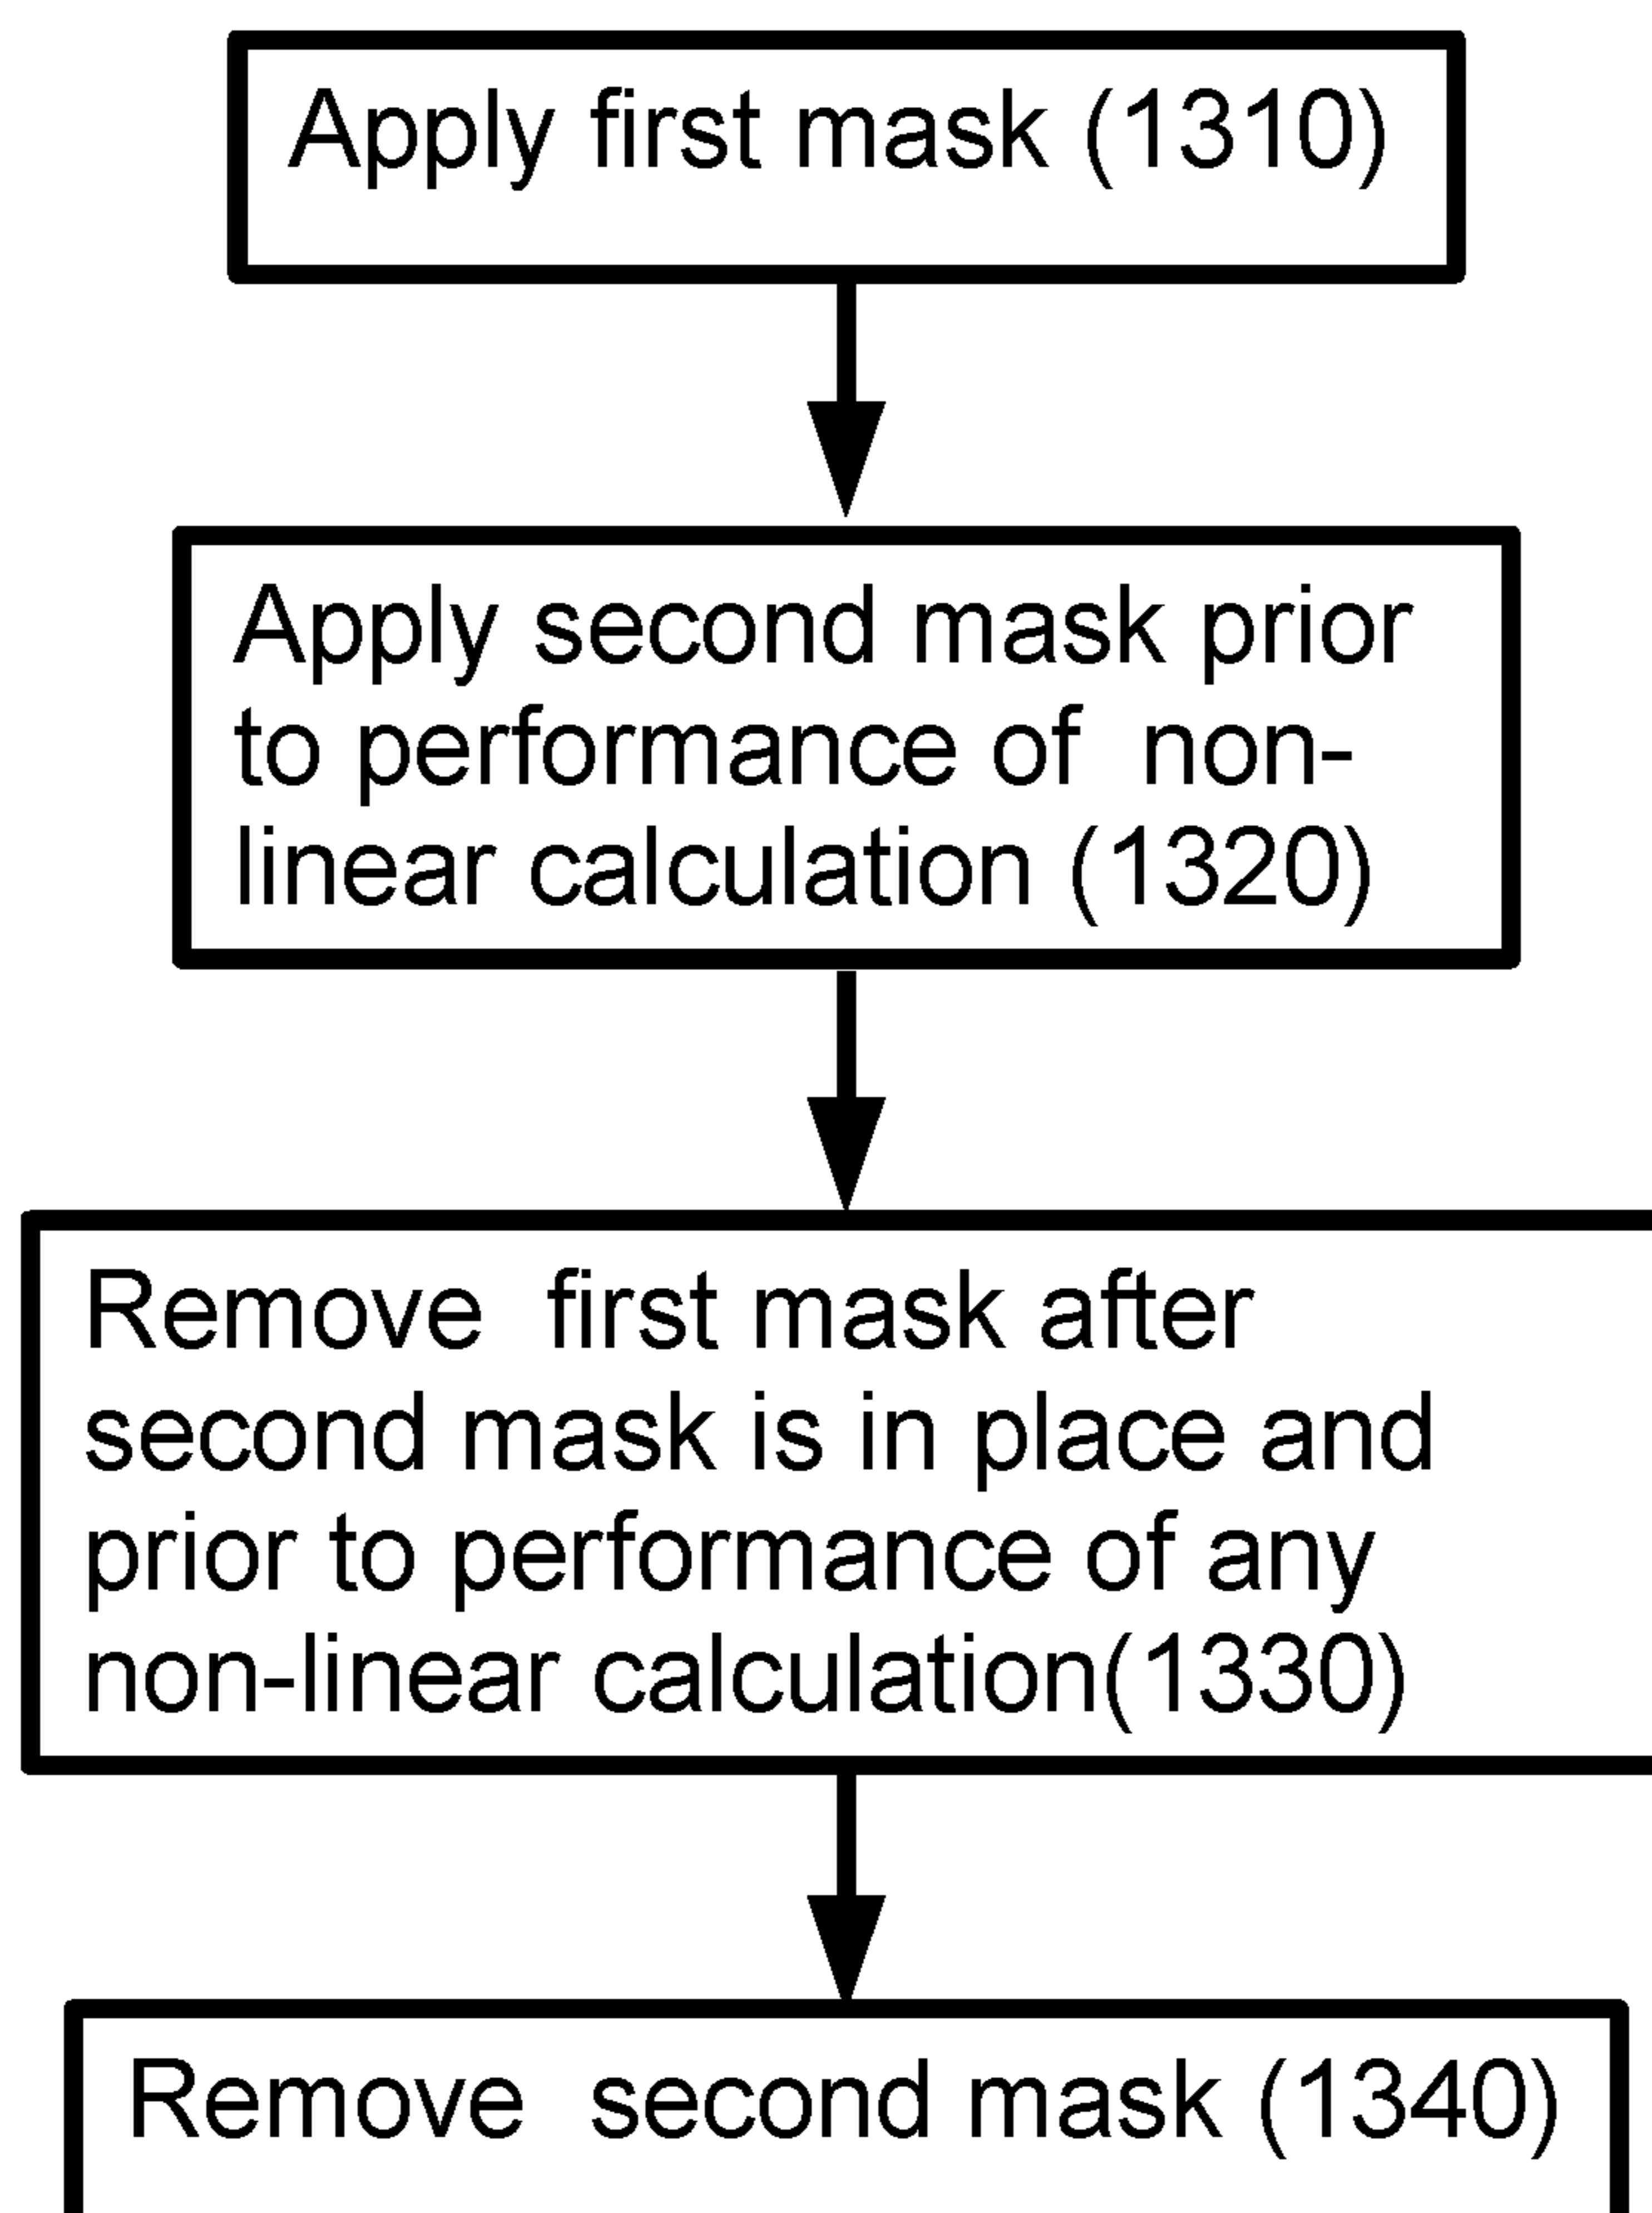 Apply first mask (1310)
Apply second mask prior
to performance of non-
linear calculation (1320)
Remove first mask after
second mask is in place and
prior to performance of any
non-linear calculation(1330)
Remove second mask (1340)